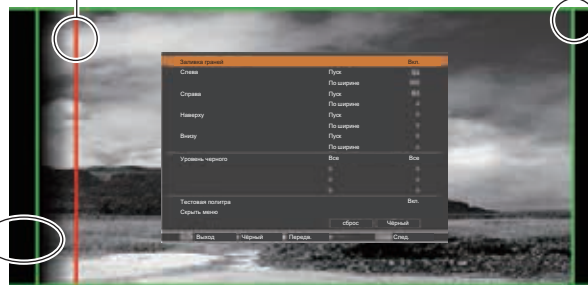 Заливка граней Вкл.
Слева Пуск
По ширине
Справа Пуск
По ширине
Наверху Пуск
По ширине
Внизу Пуск
По ширине
Уровень черного Все Все
Тестовая политра Вкл.
Скрыть меню
сброс Чёрный
Выход Чёрный Передв. След.